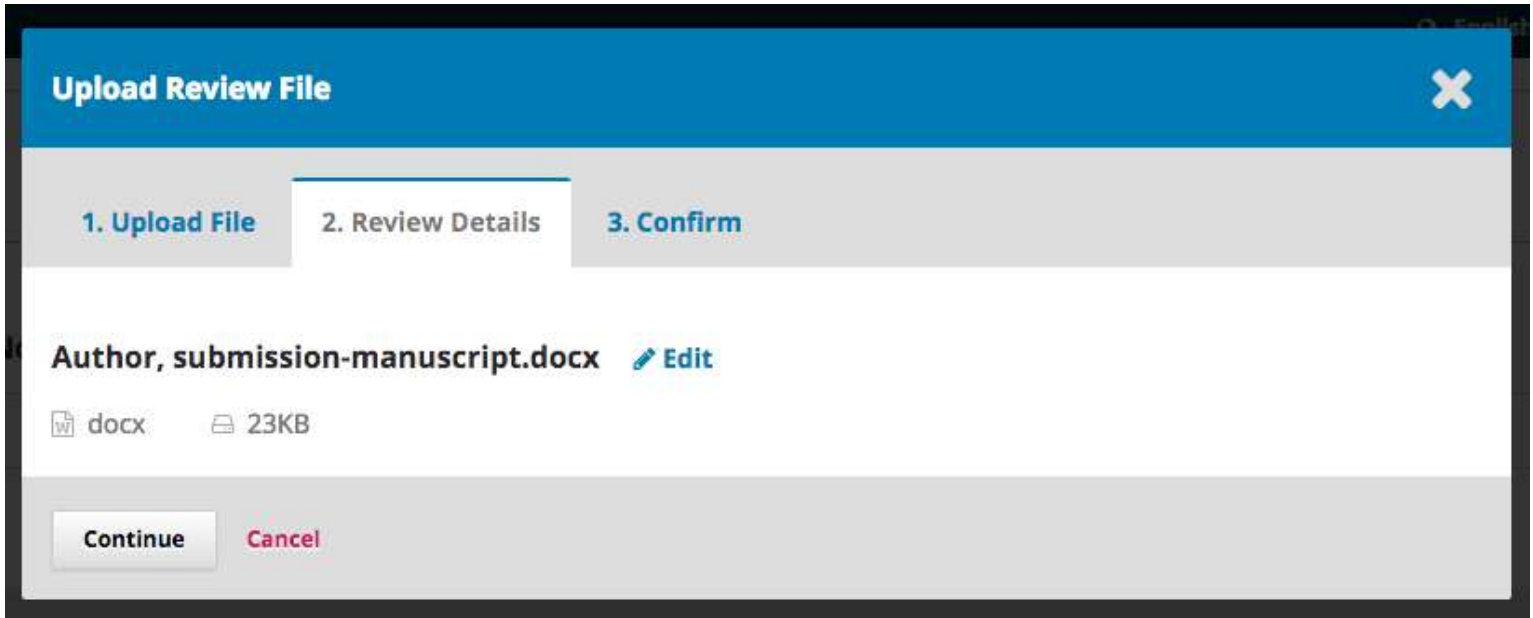 English
Upload Review File
1. Upload File
2. Review Details
3. Confirm
Author, submission-manuscript.docx
Edit
docx
23KB
Continue
Cancel